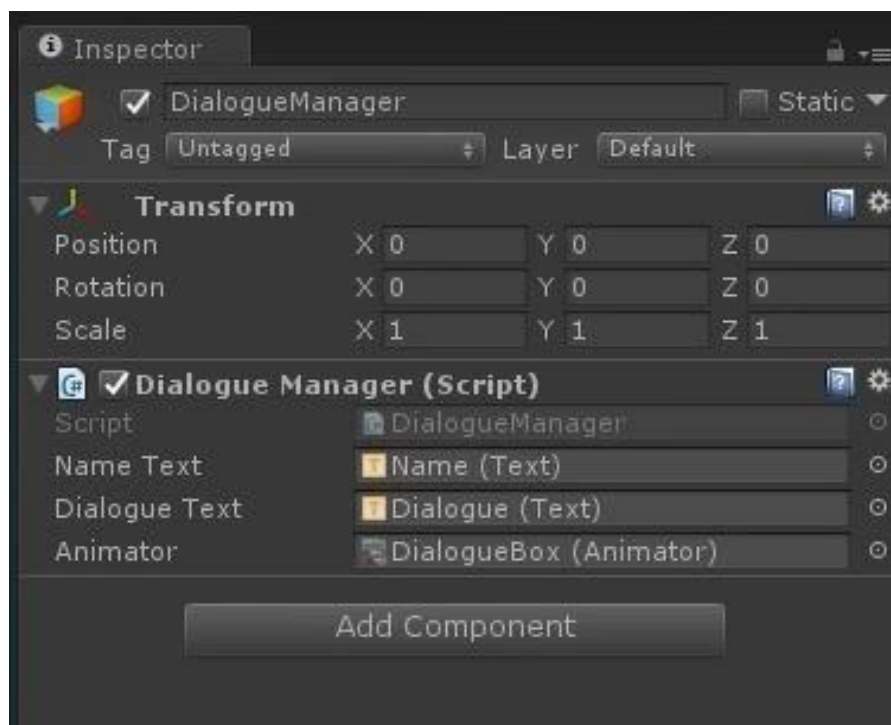 Inspector
DialogueManager Static
Tag Untagged Layer Default
Transform
Position X 0 Y 0 Z 0
Rotation X 0 Y 0 Z 0
Scale X 1 Y 1 Z 1
Dialogue Manager (Script)
Script DialogueManager
Name Text Name (Text)
Dialogue Text Dialogue (Text)
Animator DialogueBox (Animator)
Add Component